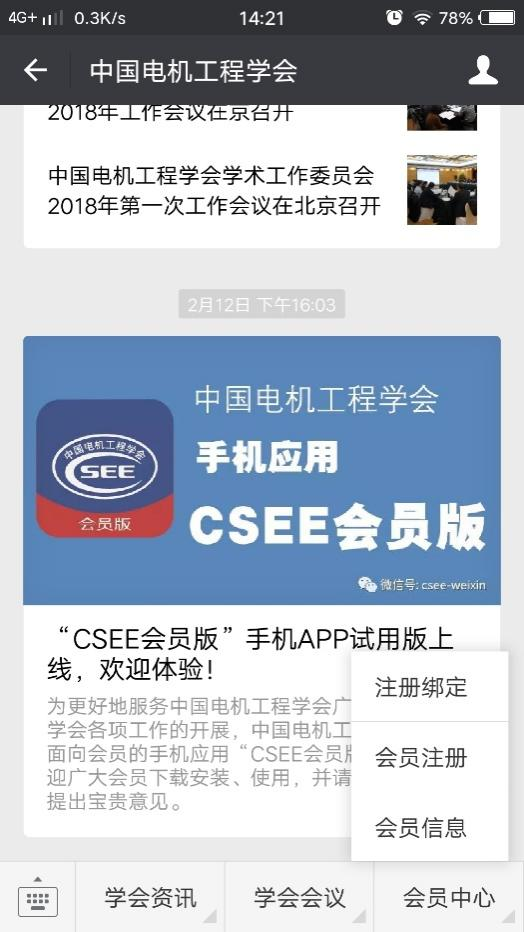 4G+ 0.3K/s 14:21 78%
中国电机工程学会
2018年工作会议在京召开
中国电机工程学会学术工作委员会
2018年第一次工作会议在北京召开
2月12日 下午16:03
中国电机工程学会
手机应用
CSEE会员版
中国电机工程学会
CSEE
会员版
微信号: csee-weixin
“CSEE会员版”手机APP试用版上
线，欢迎体验！
为更好地服务中国电机工程学会广
学会各项工作的开展，中国电机工
面向会员的手机应用“CSEE会员
迎广大会员下载安装、使用，并请
提出宝贵意见。
注册绑定
会员注册
会员信息
学会资讯
学会会议
会员中心